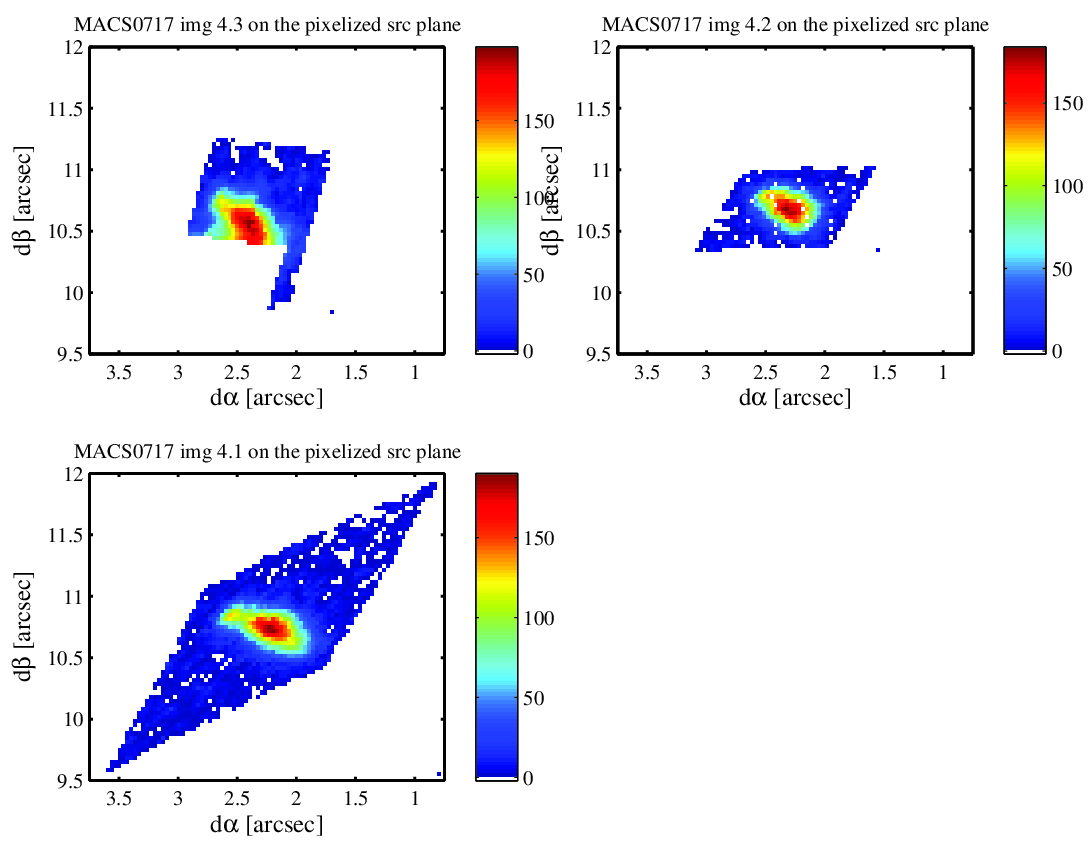 MACS0717 img 4.3 on the pixelized src plane
12
11.5
11
10.5
10
9.5
3.5 3 2.5 2 1.5 1
dα [arcsec]
dβ [arcsec]
150
100
50
0
MACS0717 img 4.2 on the pixelized src plane
12
11.5
11
10.5
10
9.5
3.5 3 2.5 2 1.5 1
dα [arcsec]
dβ [arcsec]
150
100
50
0
MACS0717 img 4.1 on the pixelized src plane
12
11.5
11
10.5
10
9.5
3.5 3 2.5 2 1.5 1
dα [arcsec]
dβ [arcsec]
150
100
50
0